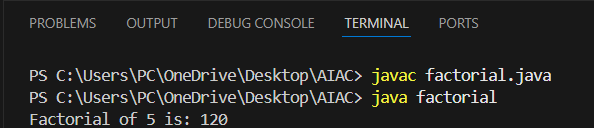 PROBLEMS OUTPUT DEBUG CONSOLE TERMINAL PORTS
PS C:\Users\PC\OneDrive\Desktop\AIAC> javac factorial.java
PS C:\Users\PC\OneDrive\Desktop\AIAC> java factorial
Factorial of 5 is: 120